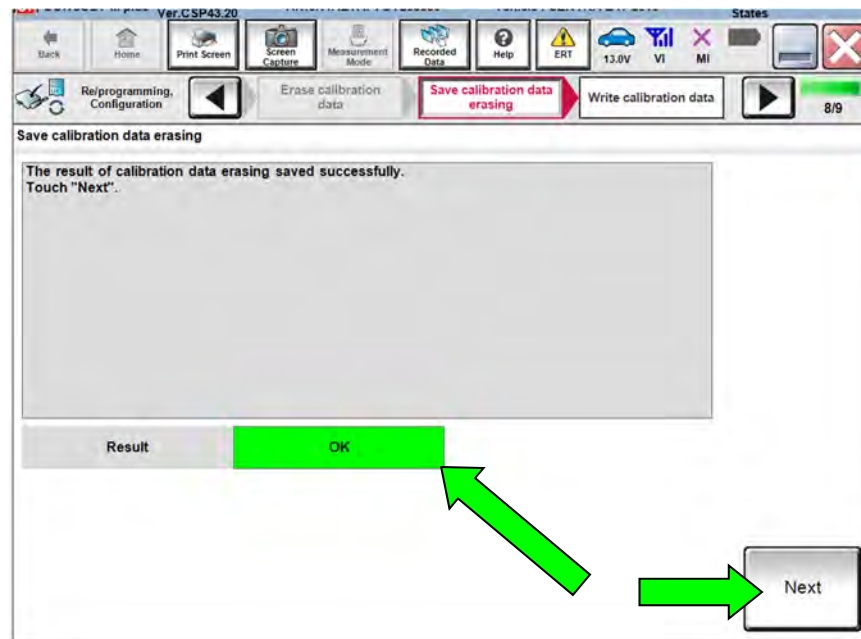 Ver.CSP43.20
States
Back
Home
Print Screen
Screen
Capture
Measurement
Mode
Recorded
Data
Help
ERT
13.0V
VI
MI
Re/programming,
Configuration
Erase calibration
data
Save calibration data
erasing
Write calibration data
8/9
Save calibration data erasing
The result of calibration data erasing saved successfully.
Touch "Next".
Result
OK
Next